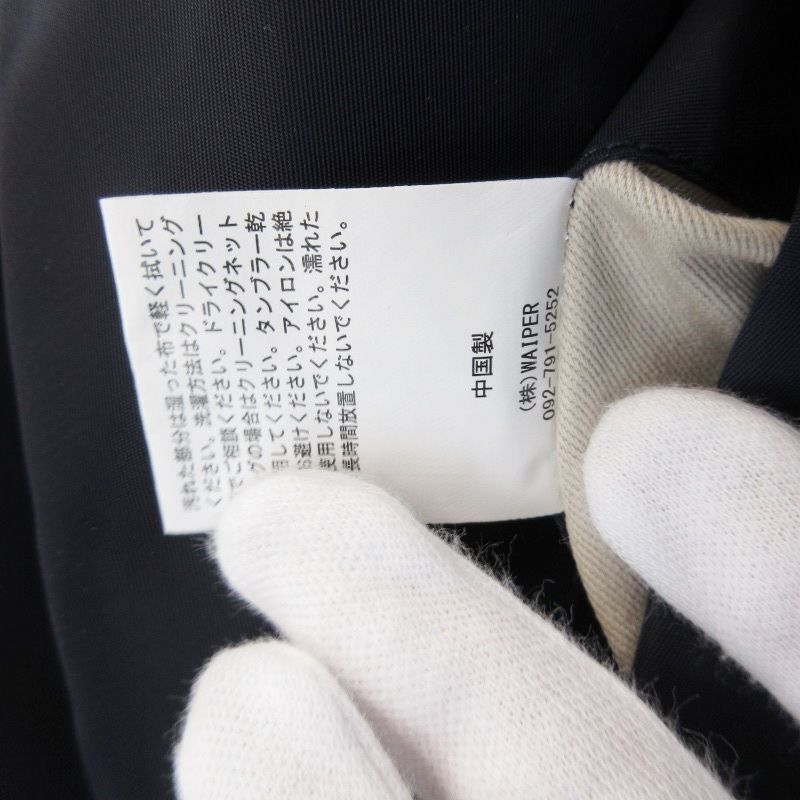 汚れた部分は湿った布で軽く拭いて
ください。洗濯方法はクリーニング
でご相談ください。ドライクリー
グの場合はクリーニングネット
用してください。タンブラー乾
お避けください。アイロンは絶
使用しないでください。濡れた
長時間放置しないでください。
中国製
(株)WAIPER
092-791-5252